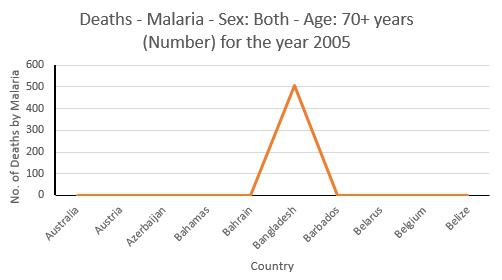 Deaths - Malaria - Sex: Both - Age: 70+ years
(Number) for the year 2005
No. of Deaths by Malaria
600
500
400
300
200
100
0
Australia
Austria
Azerbaijan
Bahamas
Bahrain
Bangladesh
Barbados
Belarus
Belgium
Belize
Country